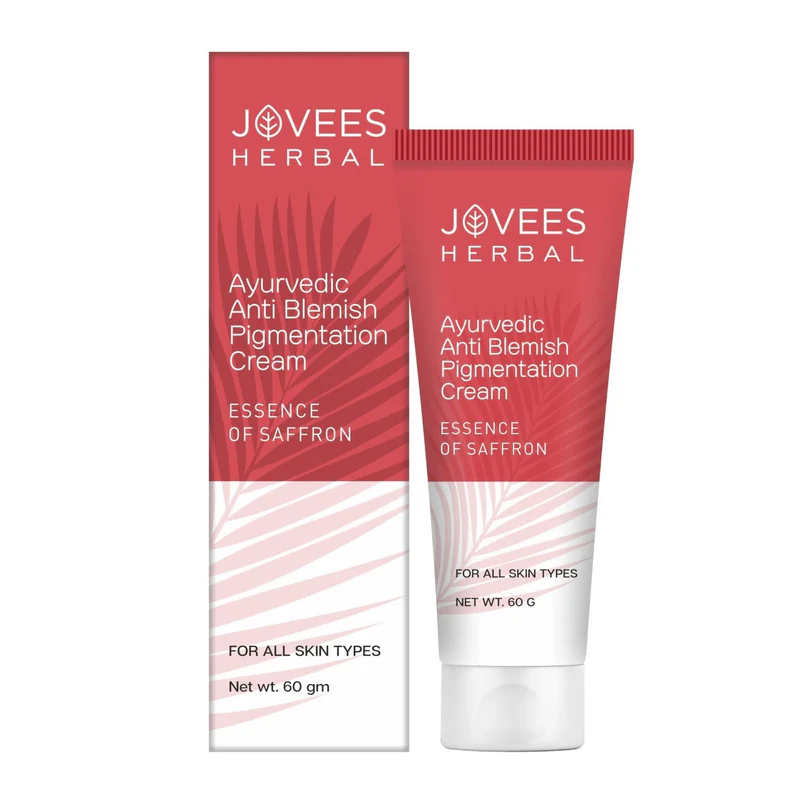 JOVEES
HERBAL
Ayurvedic
Anti Blemish
Pigmentation
Cream
ESSENCE
OF SAFFRON
FOR ALL SKIN TYPES
Net wt. 60 gm
JOVEES
HERBAL
Ayurvedic
Anti Blemish
Pigmentation
Cream
ESSENCE
OF SAFFRON
FOR ALL SKIN TYPES
NET WT. 60 G